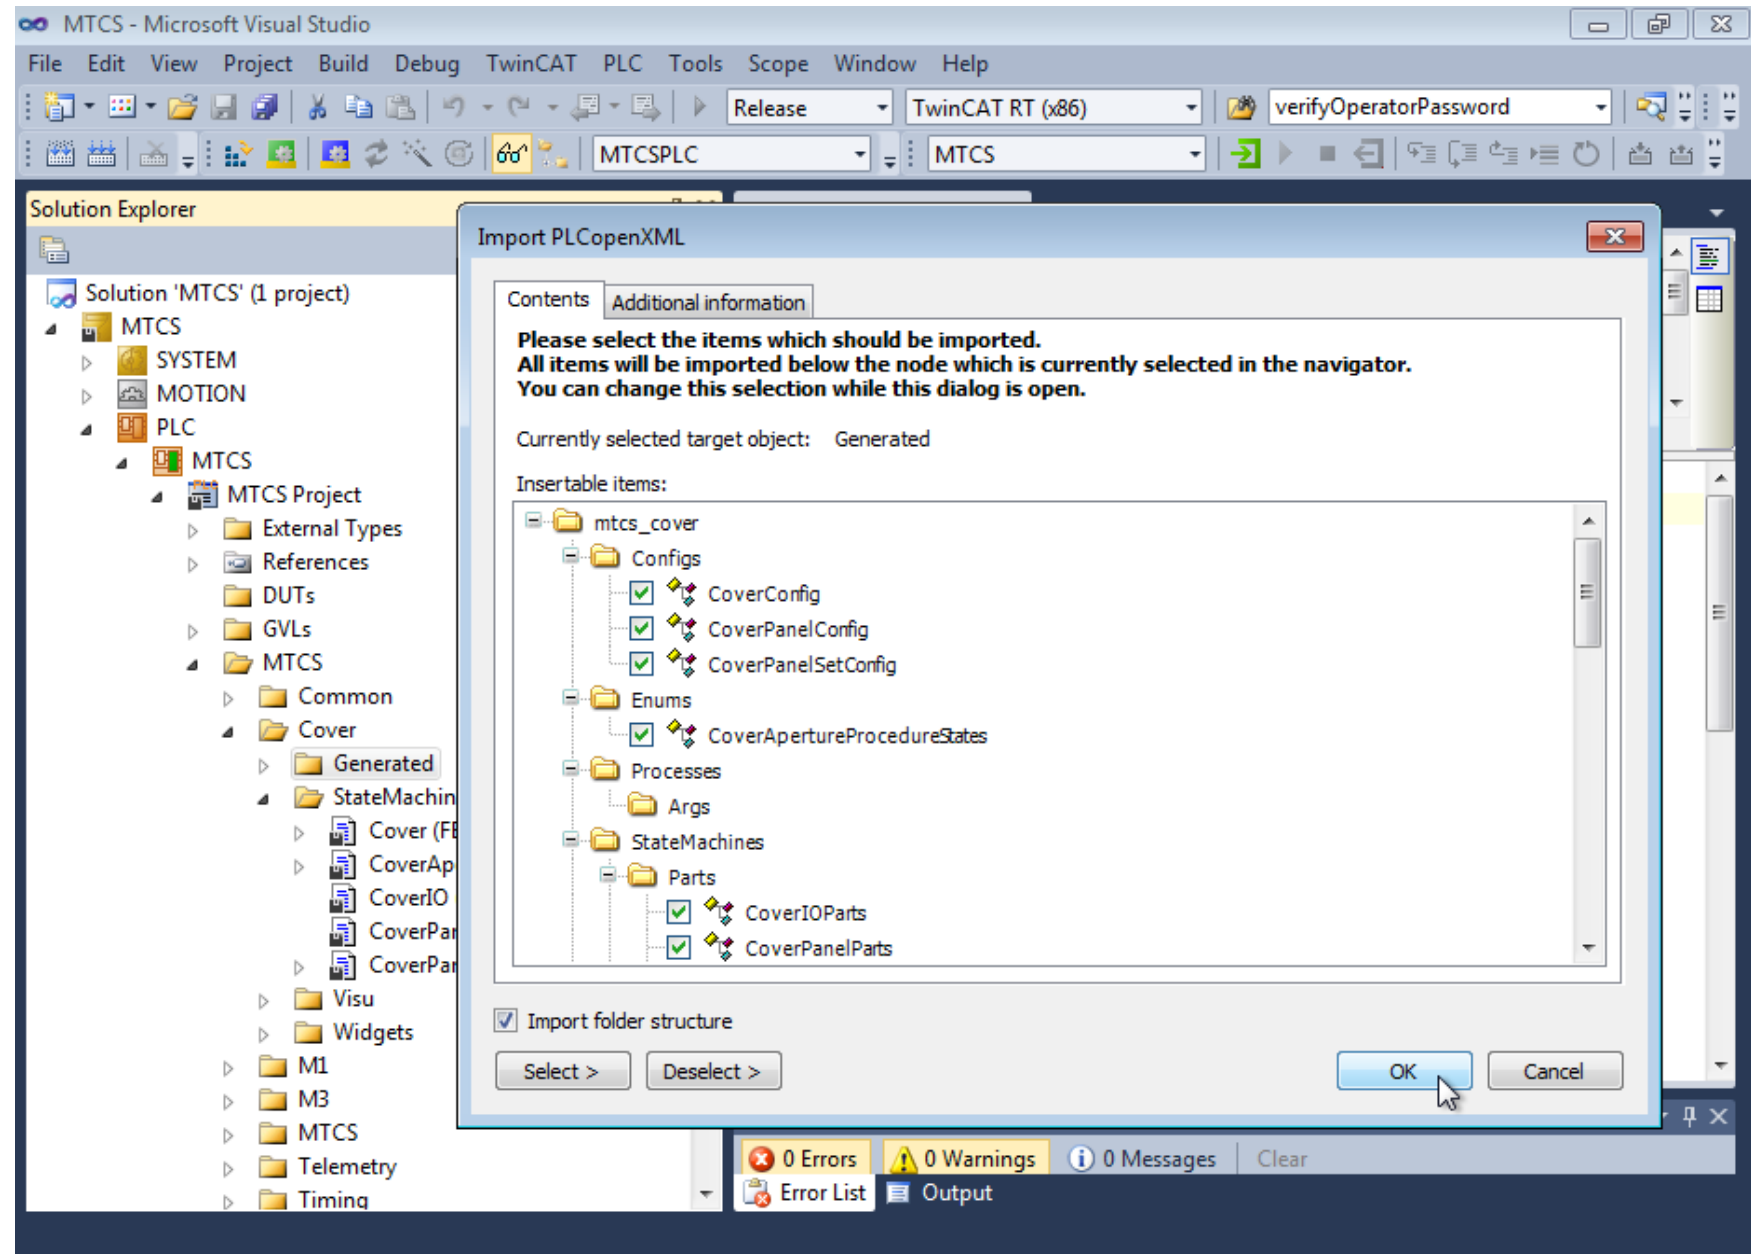 MTCS - Microsoft Visual Studio
File Edit View Project Build Debug TwinCAT PLC Tools Scope Window Help
Release TwinCAT RT (x86) verifyOperatorPassword
MTCSPLC MTCS
Solution Explorer
Solution 'MTCS' (1 project)
MTCS
SYSTEM
MOTION
PLC
MTCS
MTCS Project
External Types
References
DUTs
GVLs
MTCS
Common
Cover
Generated
StateMachin
Cover (FB
CoverAp
CoverIO
CoverPar
CoverPar
Visu
Widgets
M1
M3
MTCS
Telemetry
Timing
Import PLCopenXML
Contents Additional information
Please select the items which should be imported.
All items will be imported below the node which is currently selected in the navigator.
You can change this selection while this dialog is open.
Currently selected target object: Generated
Insertable items:
mtcs_cover
Configs
CoverConfig
CoverPanelConfig
CoverPanelSetConfig
Enums
CoverApertureProcedureStates
Processes
Args
StateMachines
Parts
CoverIOParts
CoverPanelParts
Import folder structure
Select > Deselect > OK Cancel
0 Errors 0 Warnings 0 Messages Clear
Error List Output